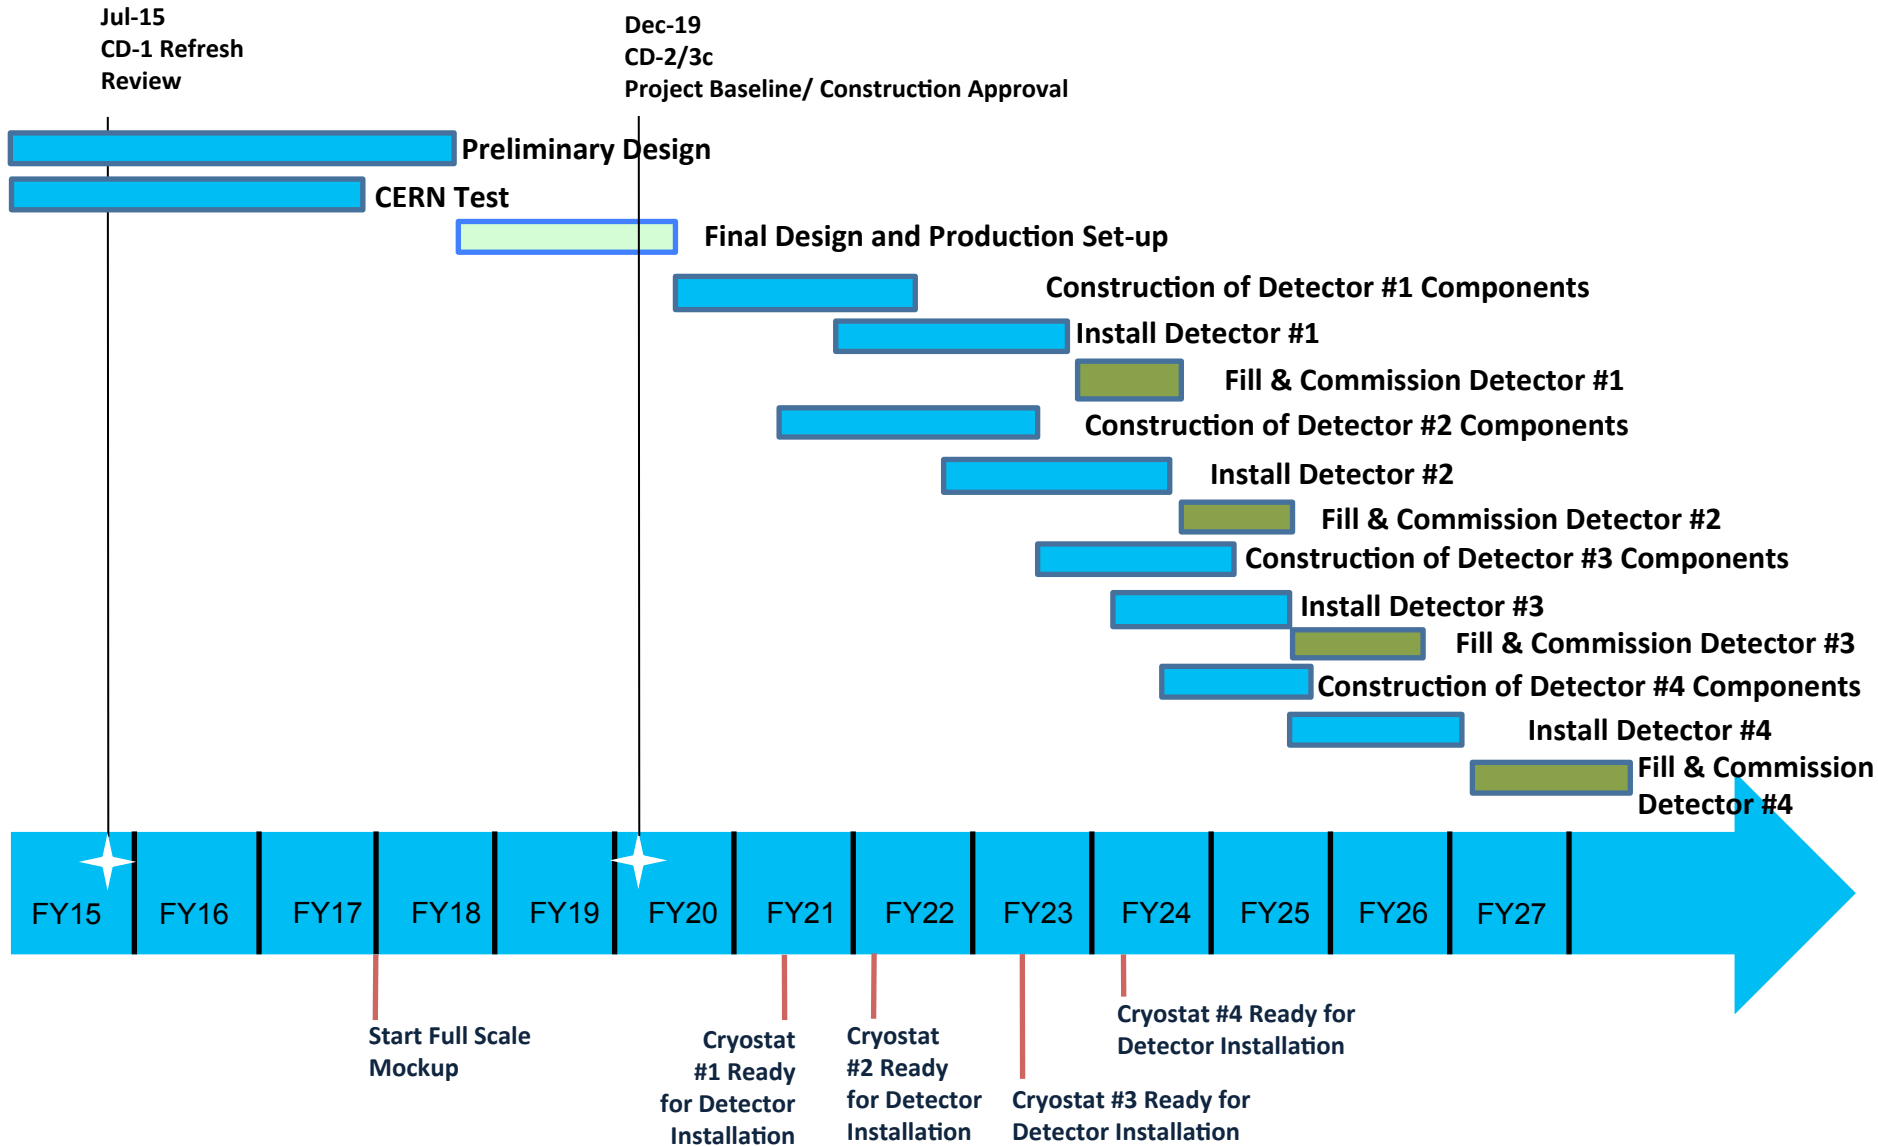 Jul-15
CD-1 Refresh
Review
Dec-19
CD-2/3c
Project Baseline/ Construction Approval
Preliminary Design
CERN Test
Final Design and Production Set-up
Construction of Detector #1 Components
Install Detector #1
Fill & Commission Detector #1
Construction of Detector #2 Components
Install Detector #2
Fill & Commission Detector #2
Construction of Detector #3 Components
Install Detector #3
Fill & Commission Detector #3
Construction of Detector #4 Components
Install Detector #4
Fill & Commission
Detector #4
FY15 FY16 FY17 FY18 FY19 FY20 FY21 FY22 FY23 FY24 FY25 FY26 FY27
Start Full Scale
Mockup
Cryostat
#1 Ready
for Detector
Installation
Cryostat
#2 Ready
for Detector
Installation
Cryostat #3 Ready for
Detector Installation
Cryostat #4 Ready for
Detector Installation